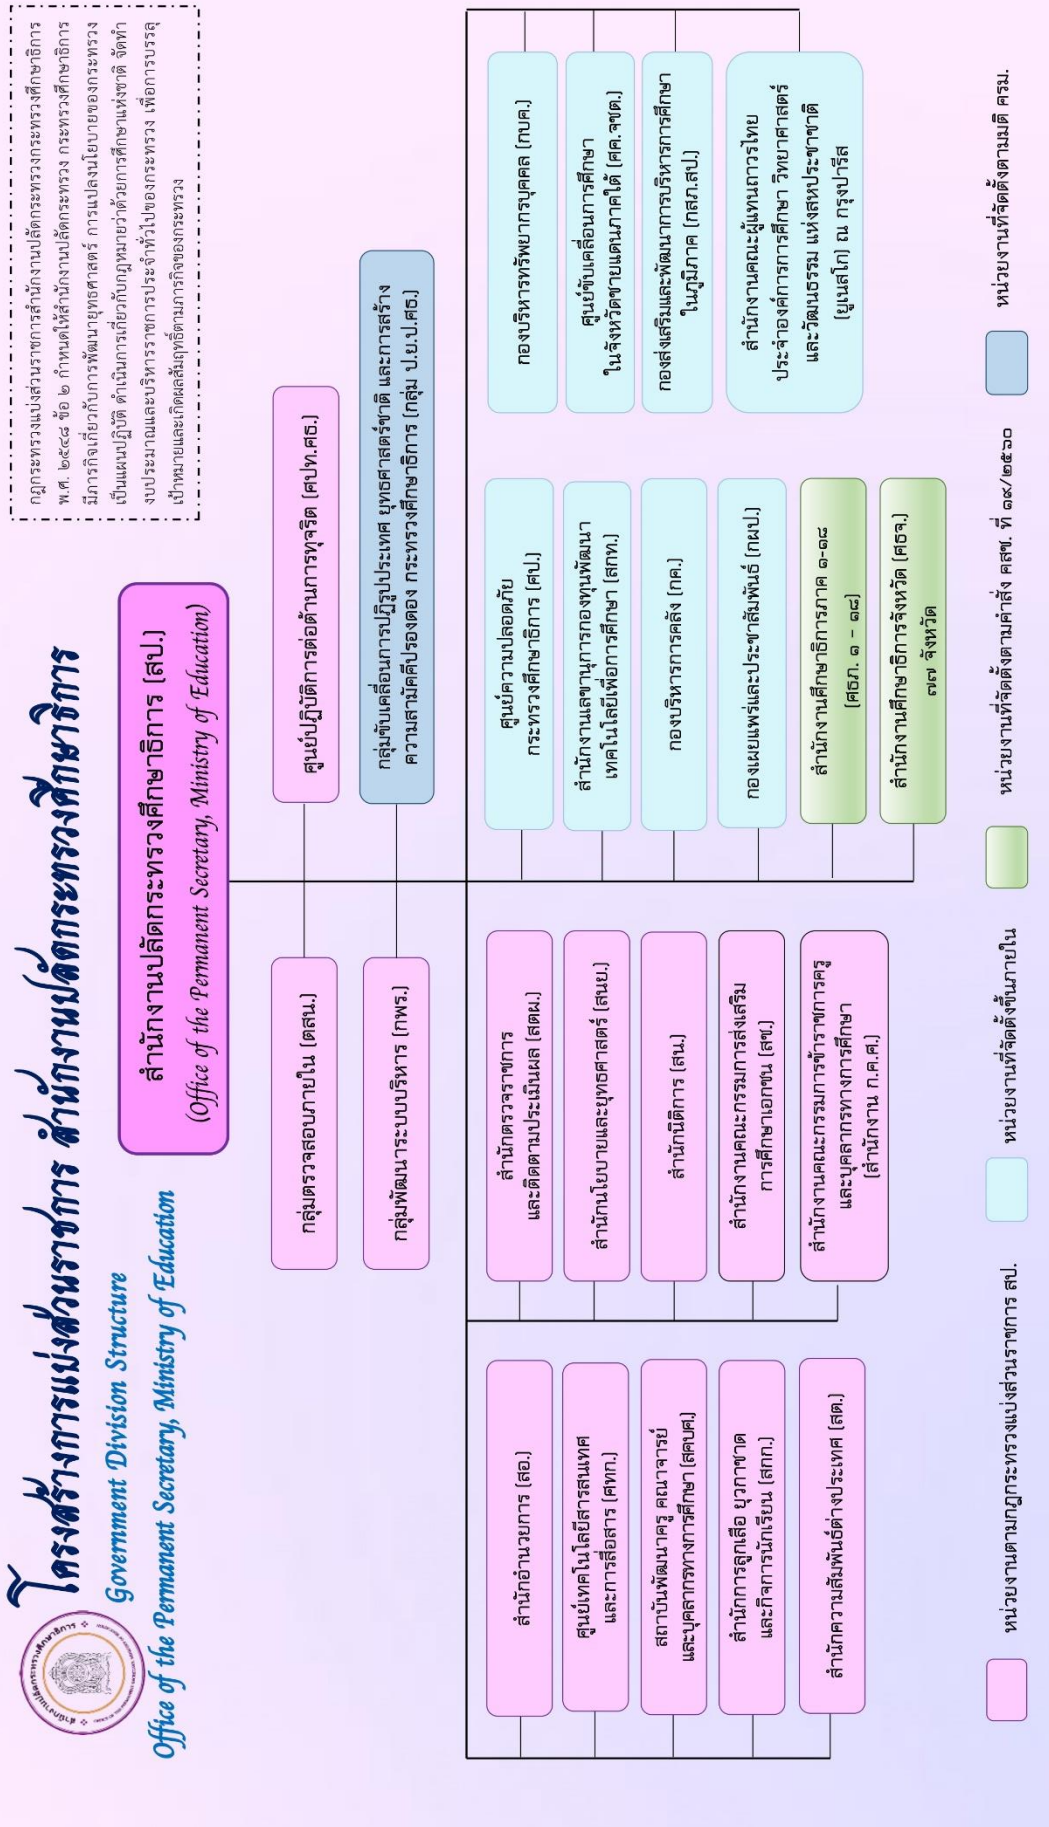 สำนักงานปลัดกระทรวงศึกษาธิการ
โครงสร้างการแบ่งส่วนราชการ สำนักงานปลัดกระทรวงศึกษาธิการ
Government Division Structure
Office of the Permanent Secretary, Ministry of Education
กฎกระทรวงแบ่งส่วนราชการสำนักงานปลัดกระทรวงกระทรวงศึกษาธิการ
พ.ศ. ๒๕๔๘ ข้อ ๒ กำหนดให้สำนักงานปลัดกระทรวง กระทรวงศึกษาธิการ
มีภารกิจเกี่ยวกับการพัฒนายุทธศาสตร์ การแปลงนโยบายของกระทรวง
เป็นแผนปฏิบัติ ดำเนินการเกี่ยวกับกฎหมายว่าด้วยการศึกษาแห่งชาติ จัดทำ
งบประมาณและบริหารราชการประจำทั่วไปของกระทรวง เพื่อการบรรลุ
เป้าหมายและเกิดผลสัมฤทธิ์ตามภารกิจของกระทรวง
สำนักงานปลัดกระทรวงศึกษาธิการ (สป.)
(Office of the Permanent Secretary, Ministry of Education)
กลุ่มตรวจสอบภายใน (ตสน.)
ศูนย์ปฏิบัติการต่อต้านการทุจริต (ศปท.ศธ.)
กลุ่มพัฒนาระบบบริหาร (กพร.)
กลุ่มขับเคลื่อนการปฏิรูปประเทศ ยุทธศาสตร์ชาติ และการสร้าง
ความสามัคคีปรองดอง กระทรวงศึกษาธิการ (กลุ่ม ป.ย.ป.ศธ.)
สำนักอำนวยการ (สอ.)
ศูนย์เทคโนโลยีสารสนเทศ
และการสื่อสาร (ศทก.)
สถาบันพัฒนาครู คณาจารย์
และบุคลากรทางการศึกษา (สคบศ.)
สำนักการลูกเสือ ยุวกาชาด
และกิจการนักเรียน (สกก.)
สำนักความสัมพันธ์ต่างประเทศ (สต.)
สำนักตรวจราชการ
และติดตามประเมินผล (สตผ.)
สำนักนโยบายและยุทธศาสตร์ (สนย.)
สำนักนิติการ (สน.)
สำนักงานคณะกรรมการส่งเสริม
การศึกษาเอกชน (สช.)
สำนักงานคณะกรรมการข้าราชการครู
และบุคลากรทางการศึกษา
(สำนักงาน ก.ค.ศ.)
ศูนย์ความปลอดภัย
กระทรวงศึกษาธิการ (ศป.)
สำนักงานเลขานุการกองทุนพัฒนา
เทคโนโลยีเพื่อการศึกษา (สกท.)
กองบริหารการคลัง (กค.)
กองเผยแพร่และประชาสัมพันธ์ (กผป.)
สำนักงานศึกษาธิการภาค ๑-๑๘
(ศธภ. ๑ - ๑๘)
สำนักงานศึกษาธิการจังหวัด (ศธจ.)
๗๗ จังหวัด
กองบริหารทรัพยากรบุคคล (กบค.)
ศูนย์ขับเคลื่อนการศึกษา
ในจังหวัดชายแดนภาคใต้ (ศค.จชต.)
กองส่งเสริมและพัฒนาการบริหารการศึกษา
ในภูมิภาค (กสภ.สป.)
สำนักงานคณะผู้แทนถาวรไทย
ประจำองค์การการศึกษา วิทยาศาสตร์
และวัฒนธรรม แห่งสหประชาชาติ
(ยูเนสโก) ณ กรุงปารีส
หน่วยงานตามกฎกระทรวงแบ่งส่วนราชการ สป.
หน่วยงานที่จัดตั้งขึ้นภายใน
หน่วยงานที่จัดตั้งตามคำสั่ง คสช. ที่ ๑๙/๒๕๖๐
หน่วยงานที่จัดตั้งตามมติ ครม.